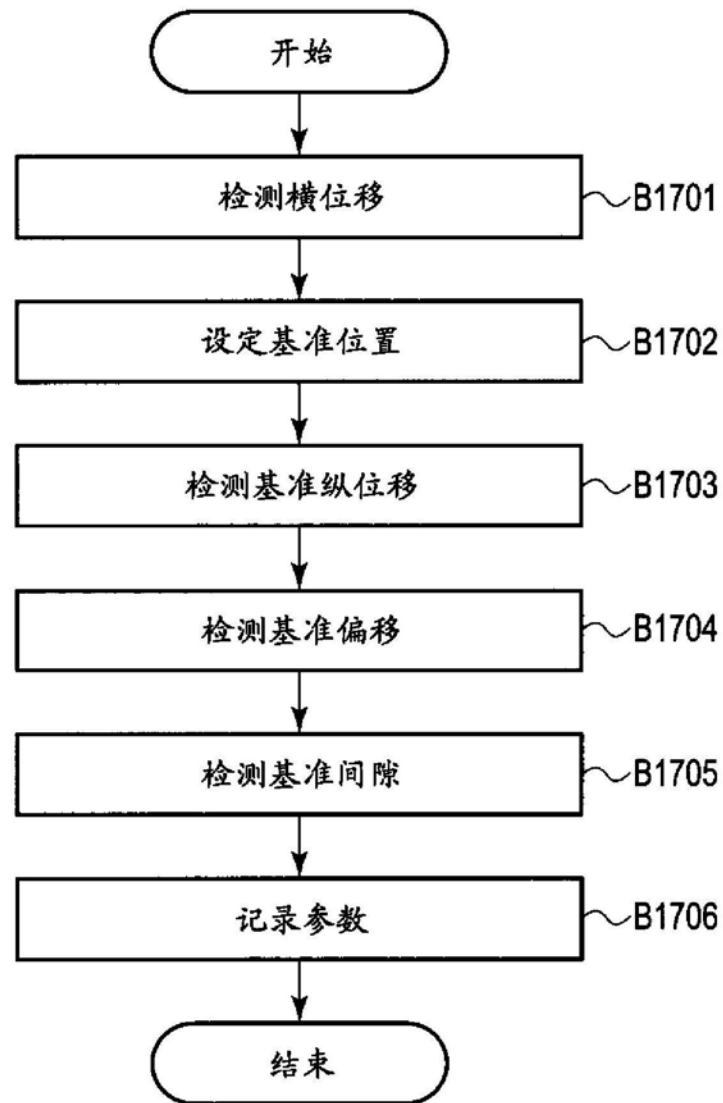 开始
检测横位移 B1701
设定基准位置 B1702
检测基准纵位移 B1703
检测基准偏移 B1704
检测基准间隙 B1705
记录参数 B1706
结束